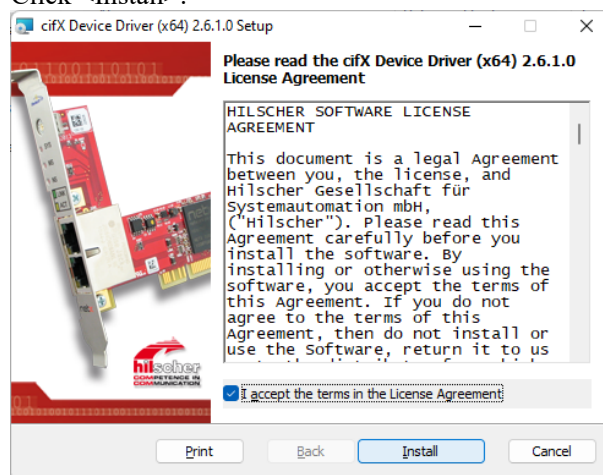 Click <Install>.
cifX Device Driver (x64) 2.6.1.0 Setup
Please read the cifX Device Driver (x64) 2.6.1.0
License Agreement
HILSCHER SOFTWARE LICENSE
AGREEMENT
This document is a legal Agreement
between you, the license, and
Hilscher Gesellschaft für
Systemautomation mbH,
("Hilscher"). Please read this
Agreement carefully before you
install the software. By
installing or otherwise using the
software, you accept the terms of
this Agreement. If you do not
agree to the terms of this
Agreement, then do not install or
use the Software, return it to us
I accept the terms in the License Agreement
hilscher
COMPETENCE IN
COMMUNICATION
Print
Back
Install
Cancel